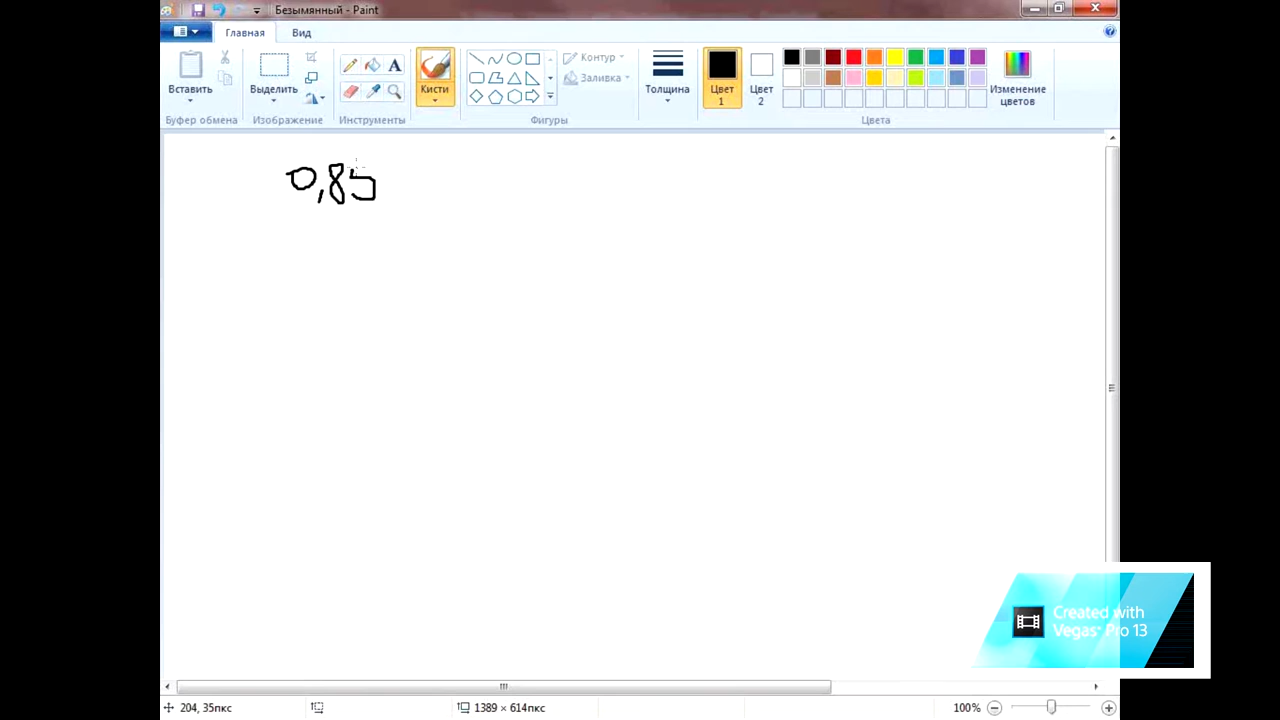 Безымянный - Paint
Главная
Вид
Вставить
Выделить
Кисти
Контур
Заливка
Толщина
Цвет 1
Цвет 2
Изменение цветов
Буфер обмена
Изображение
Инструменты
Фигуры
Цвета
0,85
Created with
Vegas Pro 13
204, 35пкс
1389 × 614пкс
100%